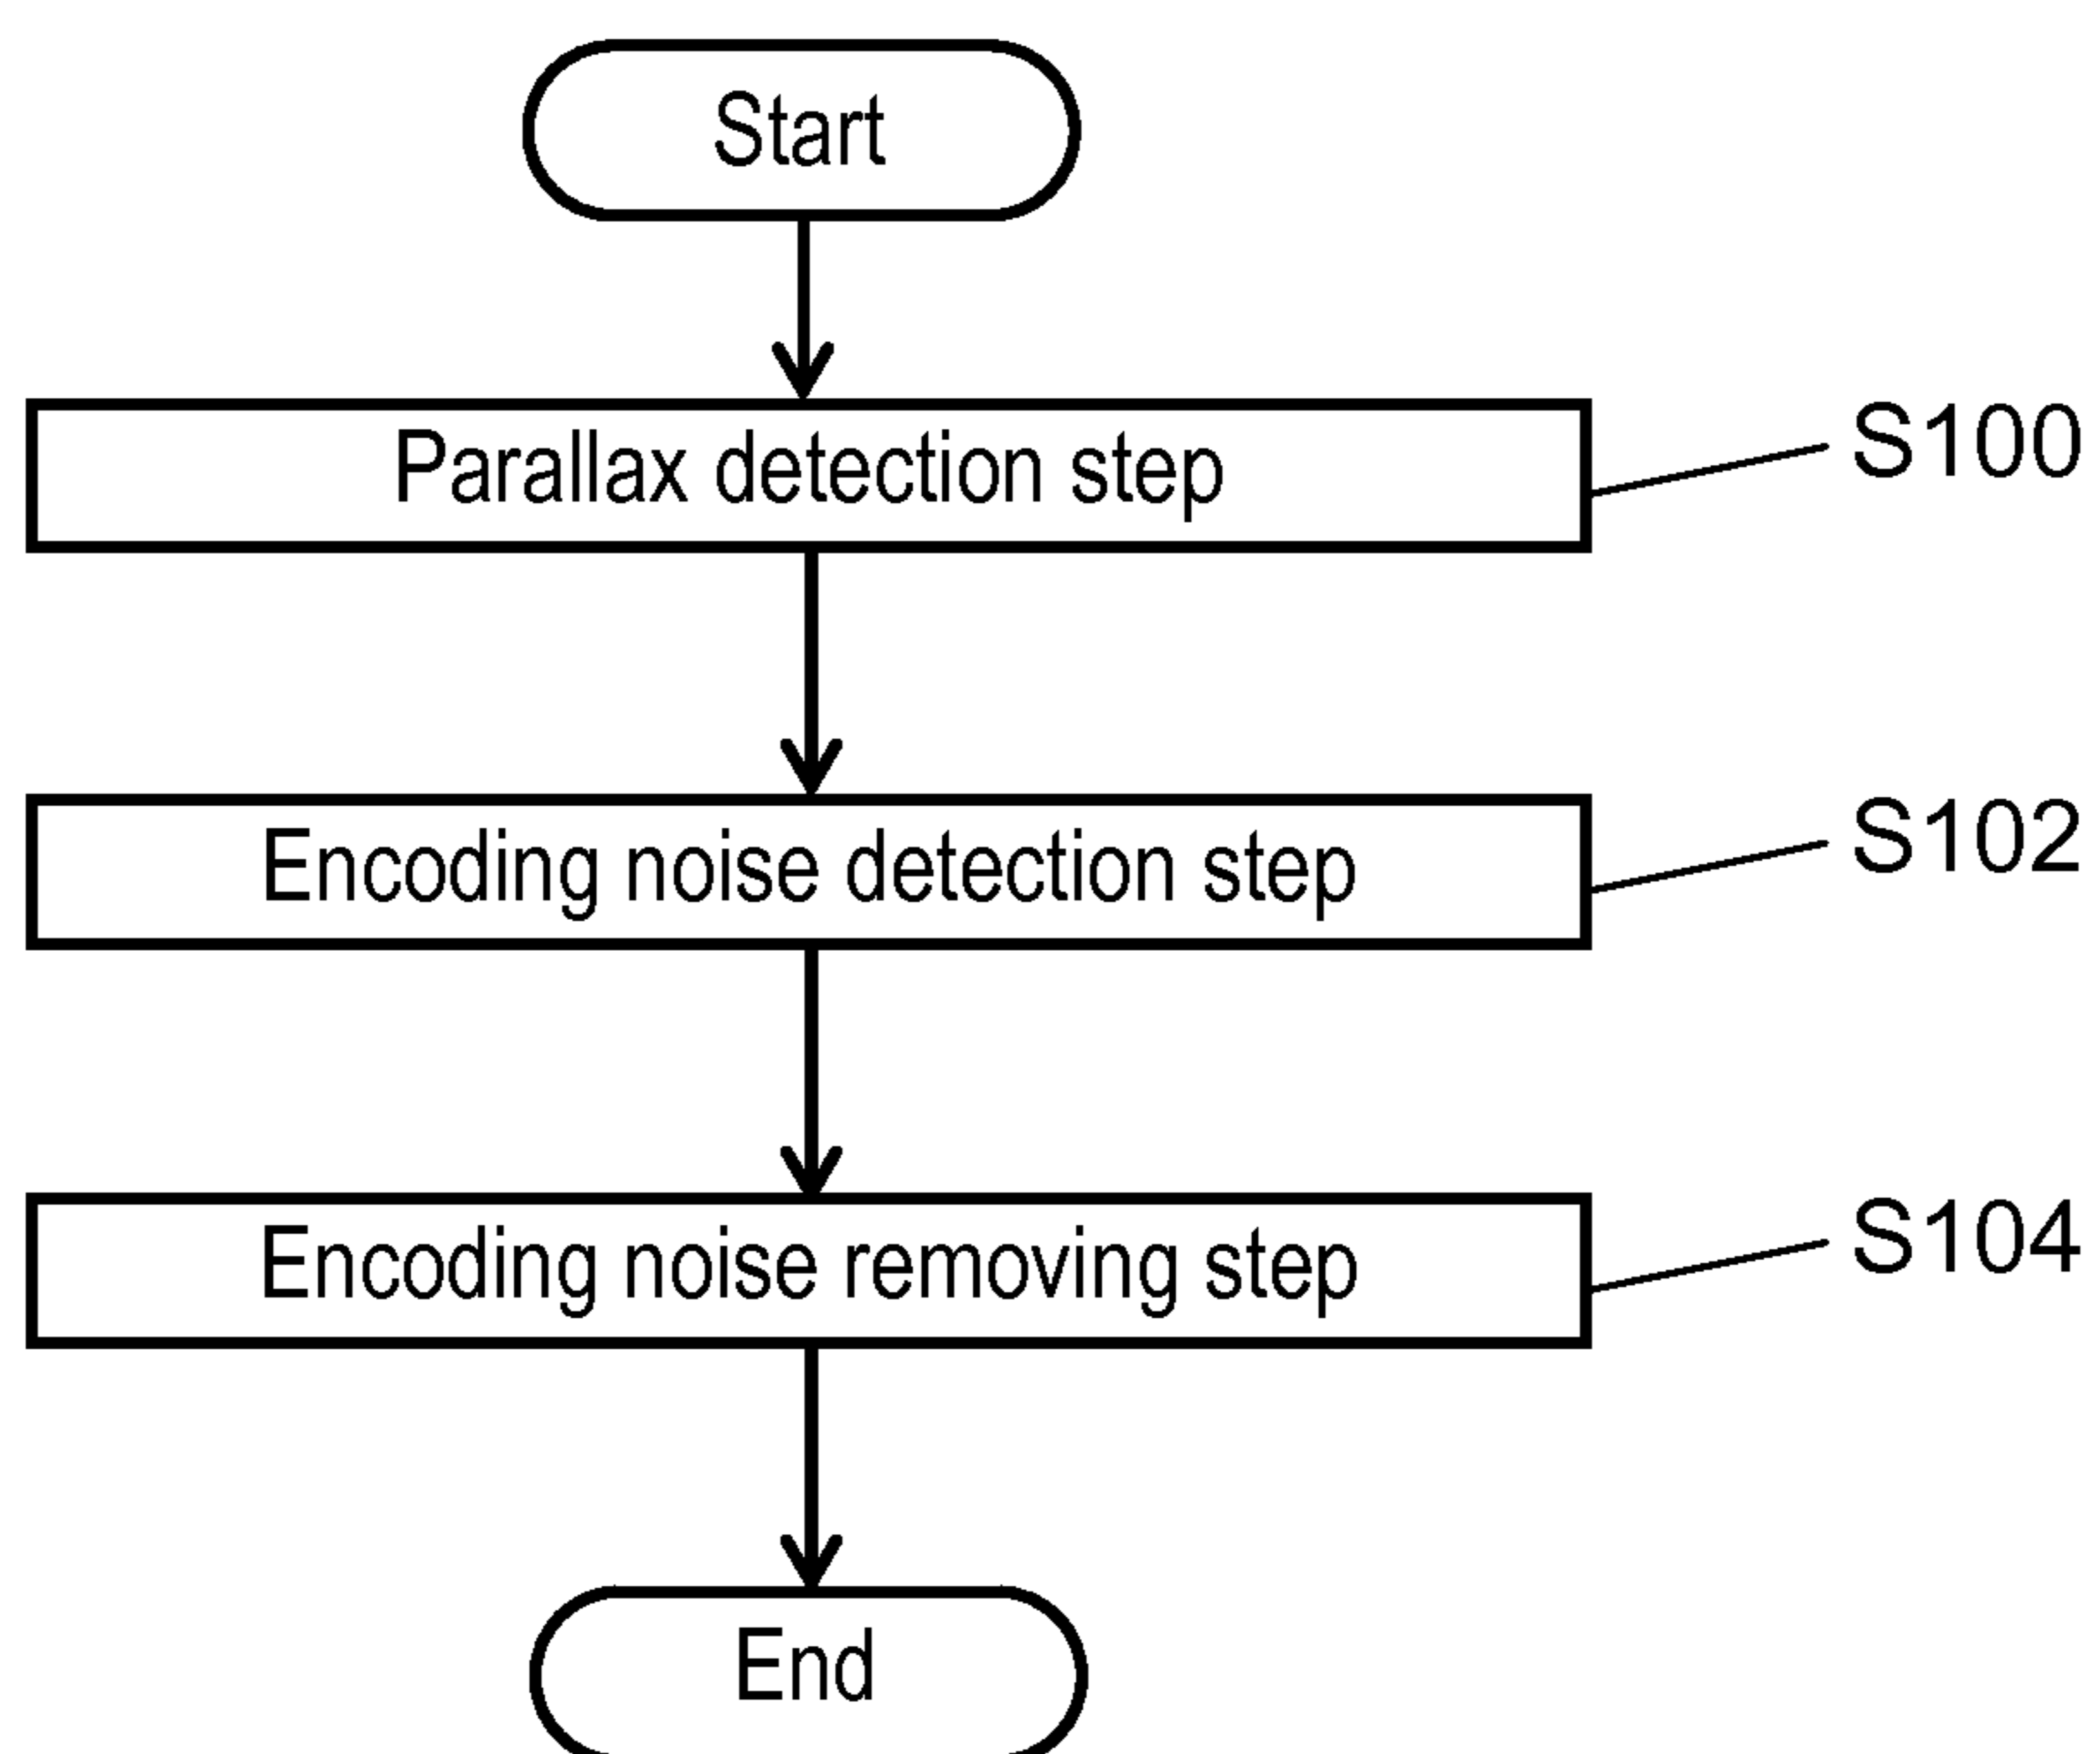 Start
Parallax detection step
S100
Encoding noise detection step
S102
Encoding noise removing step
S104
End